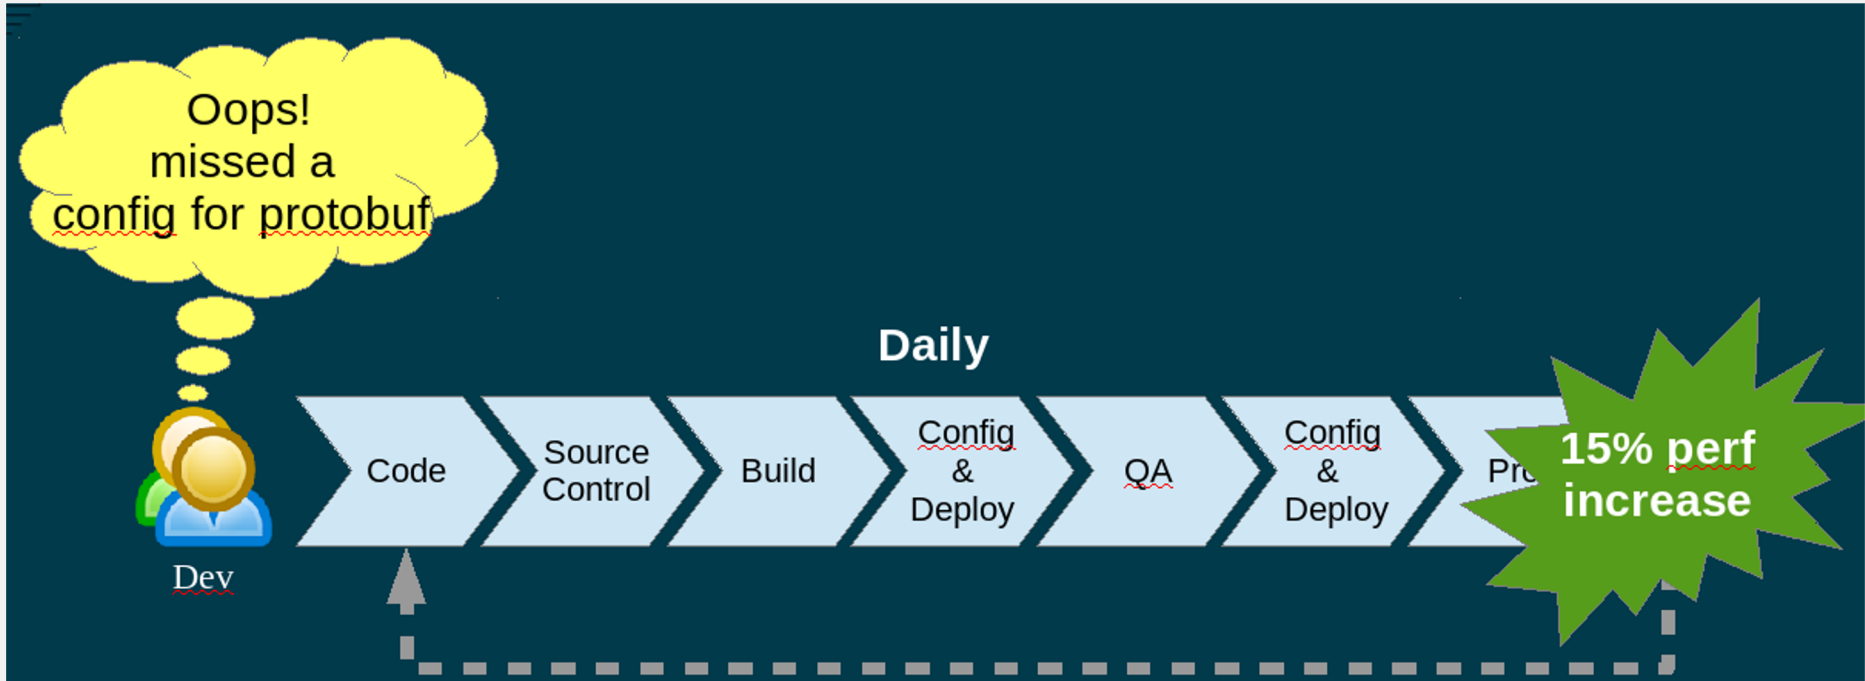 Oops!
missed a
config for protobuf
Daily
Code
Source
Control
Build
Config
&
Deploy
QA
Config
&
Deploy
15% perf
increase
Dev